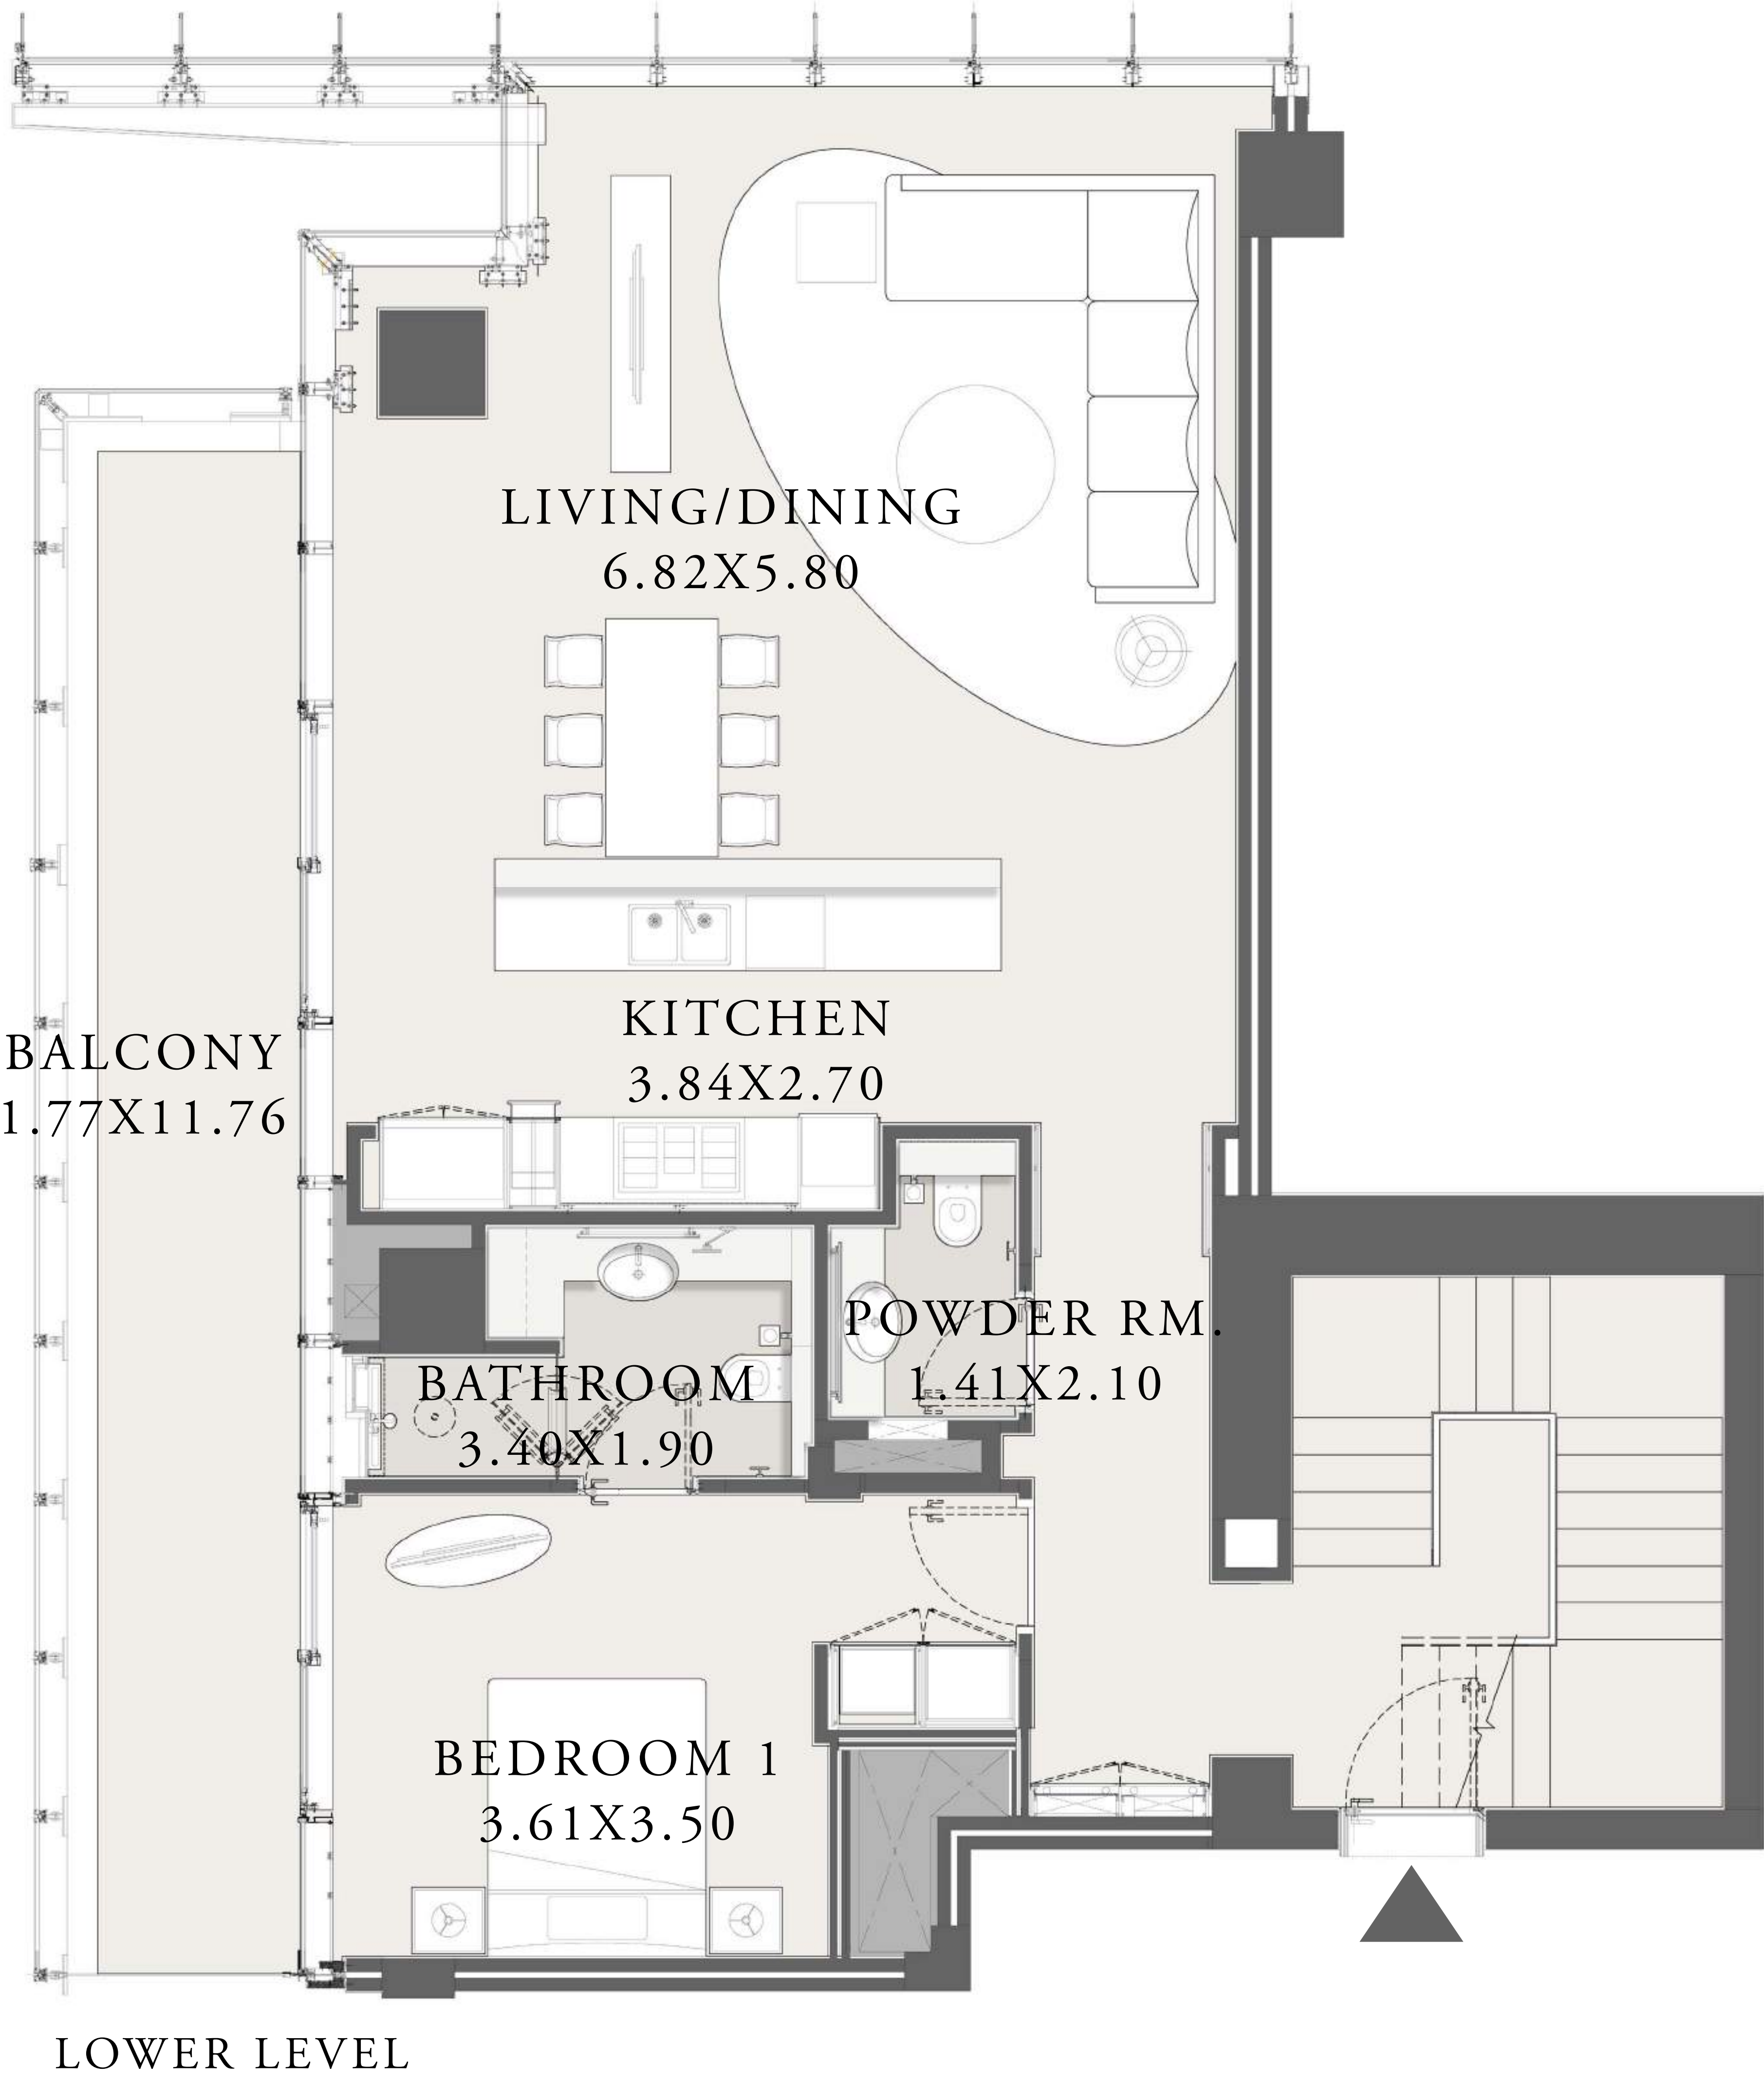 LIVING/DINING
6.82X5.80
KITCHEN
3.84X2.70
BALCONY
1.77X11.76
POWDER RM.
1.41X2.10
BATHROOM
3.40X1.90
BEDROOM 1
3.61X3.50
LOWER LEVEL